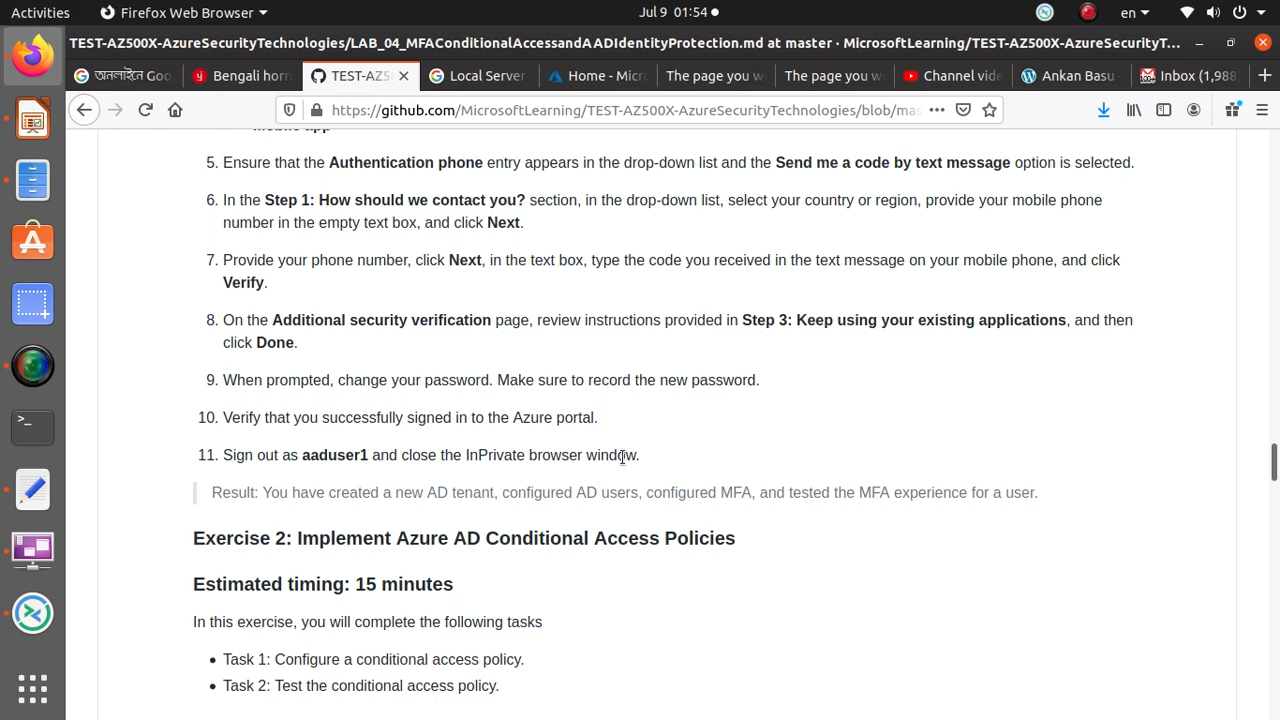 Activities
Firefox Web Browser
Jul 9 01:54
en
TEST-AZ500X-AzureSecurityTechnologies/LAB_04_MFAConditionalAccessandAADIdentityProtection.md at master · MicrosoftLearning/TEST-AZ500X-AzureSecurityT...
অনলাইনে Goo
Bengali horr
TEST-AZ5
Local Server
Home - Micr
The page you w
The page you w
Channel vide
Ankan Basu -
Inbox (1,988
https://github.com/MicrosoftLearning/TEST-AZ500X-AzureSecurityTechnologies/blob/mas
Mobile app
5. Ensure that the Authentication phone entry appears in the drop-down list and the Send me a code by text message option is selected.
6. In the Step 1: How should we contact you? section, in the drop-down list, select your country or region, provide your mobile phone
number in the empty text box, and click Next.
7. Provide your phone number, click Next, in the text box, type the code you received in the text message on your mobile phone, and click
Verify.
8. On the Additional security verification page, review instructions provided in Step 3: Keep using your existing applications, and then
click Done.
9. When prompted, change your password. Make sure to record the new password.
10. Verify that you successfully signed in to the Azure portal.
11. Sign out as aaduser1 and close the InPrivate browser window.
Result: You have created a new AD tenant, configured AD users, configured MFA, and tested the MFA experience for a user.
Exercise 2: Implement Azure AD Conditional Access Policies
Estimated timing: 15 minutes
In this exercise, you will complete the following tasks
Task 1: Configure a conditional access policy.
Task 2: Test the conditional access policy.